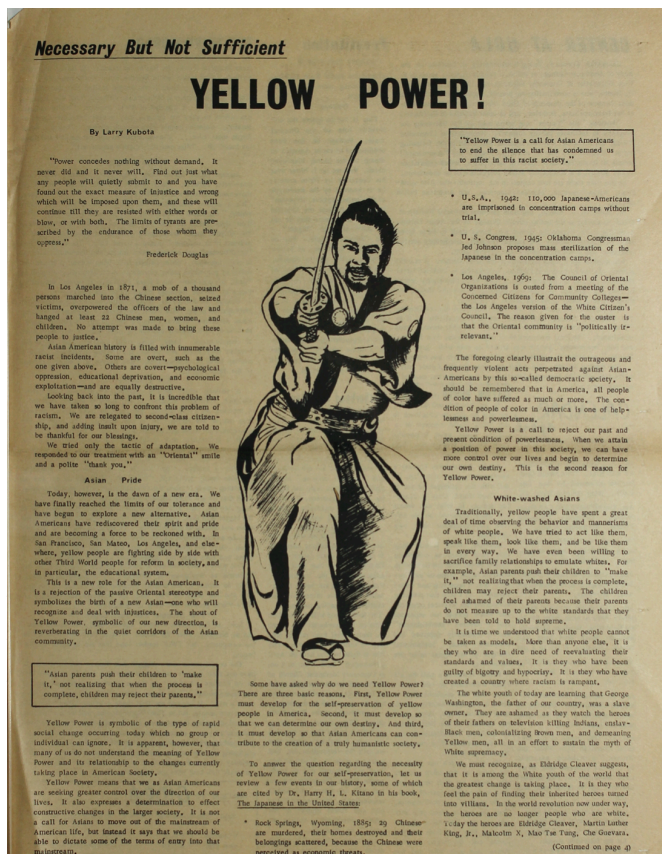 Necessary But Not Sufficient
YELLOW POWER!
By Larry Kubota
"Power concedes nothing without demand. It
never did and it never will. Find out just what
any people will quietly submit to and you have
found out the exact measure of injustice and wrong
which will be imposed upon them, and these will
continue till they are resisted with either words or
blow, or with both. The limits of tyrants are pre-
scribed by the endurance of those whom they
oppress."
Frederick Douglas
In Los Angeles in 1871, a mob of a thousand
persons marched into the Chinese section, seized
victims, overpowered the officers of the law and
hanged at least 22 Chinese men, women, and
children. No attempt was made to bring these
people to justice.
Asian American history is filled with innumerable
racist incidents. Some are overt, such as the
one given above. Others are covert—psychological
oppression, educational deprivation, and economic
exploitation—and are equally destructive.
Looking back into the past, it is incredible that
we have taken so long to confront this problem of
racism. We are relegated to second-class citizen-
ship, and adding insult upon injury, we are told to
be thankful for our blessings.
We tried only the tactic of adaptation. We
responded to our treatment with an "Oriental" smile
and a polite "thank you."
Asian Pride
Today, however, is the dawn of a new era. We
have finally reached the limits of our tolerance and
have begun to explore a new alternative. Asian
Americans have rediscovered their spirit and pride
and are becoming a force to be reckoned with. In
San Francisco, San Mateo, Los Angeles, and else-
where, yellow people are fighting side by side with
other Third World people for reform in society, and
in particular, the educational system.
This is a new role for the Asian American. It
is a rejection of the passive Oriental stereotype and
symbolizes the birth of a new Asian—one who will
recognize and deal with injustices. The shout of
Yellow Power, symbolic of our new direction, is
reverberating in the quiet corridors of the Asian
community.
"Asian parents push their children to 'make
it,' not realizing that when the process is
complete, children may reject their parents."
Yellow Power is symbolic of the type of rapid
social change occurring today which no group or
individual can ignore. It is apparent, however, that
many of us do not understand the meaning of Yellow
Power and its relationship to the changes currently
taking place in American Society.
Yellow Power means that we as Asian Americans
are seeking greater control over the direction of our
lives. It also expresses a determination to effect
constructive changes in the larger society. It is not
a call for Asians to move out of the mainstream of
American life, but instead it says that we should be
able to dictate some of the terms of entry into that
mainstream.
Some have asked why do we need Yellow Power?
There are three basic reasons. First, Yellow Power
must develop for the self-preservation of yellow
people in America. Second, it must develop so
that we can determine our own destiny. And third,
it must develop so that Asian Americans can con-
tribute to the creation of a truly humanistic society.
To answer the question regarding the necessity
of Yellow Power for our self-preservation, let us
review a few events in our history, some of which
are cited by Dr. Harry H. L. Kitano in his book,
The Japanese in the United States:
* Rock Springs, Wyoming, 1885: 29 Chinese
are murdered, their homes destroyed and their
belongings scattered, because the Chinese were
perceived as economic threats.
"Yellow Power is a call for Asian Americans
to end the silence that has condemned us
to suffer in this racist society."
* U.S.A., 1942: 110,000 Japanese-Americans
are imprisoned in concentration camps without
trial.
* U. S. Congress, 1945: Oklahoma Congressman
Jed Johnson proposes mass sterilization of the
Japanese in the concentration camps.
* Los Angeles, 1969: The Council of Oriental
Organizations is ousted from a meeting of the
Concerned Citizens for Community Colleges—
the Los Angeles version of the White Citizen's
Council. The reason given for the ouster is
that the Oriental community is "politically ir-
relevant."
The foregoing clearly illustrate the outrageous and
frequently violent acts perpetrated against Asian-
Americans by this so-called democratic society. It
should be remembered that in America, all people
of color have suffered as much or more. The con-
dition of people of color in America is one of help-
lessness and powerlessness.
Yellow Power is a call to reject our past and
present condition of powerlessness. When we attain
a position of power in this society, we can have
more control over our lives and begin to determine
our own destiny. This is the second reason for
Yellow Power.
White-washed Asians
Traditionally, yellow people have spent a great
deal of time observing the behavior and mannerisms
of white people. We have tried to act like them,
speak like them, look like them, and be like them
in every way. We have even been willing to
sacrifice family relationships to emulate whites. For
example, Asian parents push their children to "make
it," not realizing that when the process is complete,
children may reject their parents. The children
feel ashamed of their parents because their parents
do not measure up to the white standards that they
have been told to hold supreme.
It is time we understood that white people cannot
be taken as models. More than anyone else, it is
they who are in dire need of reevaluating their
standards and values. It is they who have been
guilty of bigotry and hypocrisy. It is they who have
created a country where racism is rampant.
The white youth of today are learning that George
Washington, the father of our country, was a slave
owner. They are ashamed as they watch the heroes
of their fathers on television killing Indians, enslav-
Black men, colonializing Brown men, and demeaning
Yellow men, all in an effort to sustain the myth of
White supremacy.
We must recognize, as Eldridge Cleaver suggests,
that it is among the White youth of the world that
the greatest change is taking place. It is they who
feel the pain of finding their inherited heroes turned
into villians. In the world revolution now under way,
the heroes are no longer people who are white.
Today the heroes are Eldridge Cleaver, Martin Luther
King, Jr., Malcolm X, Mao Tse Tung, Che Guevara.
(Continued on page 4)